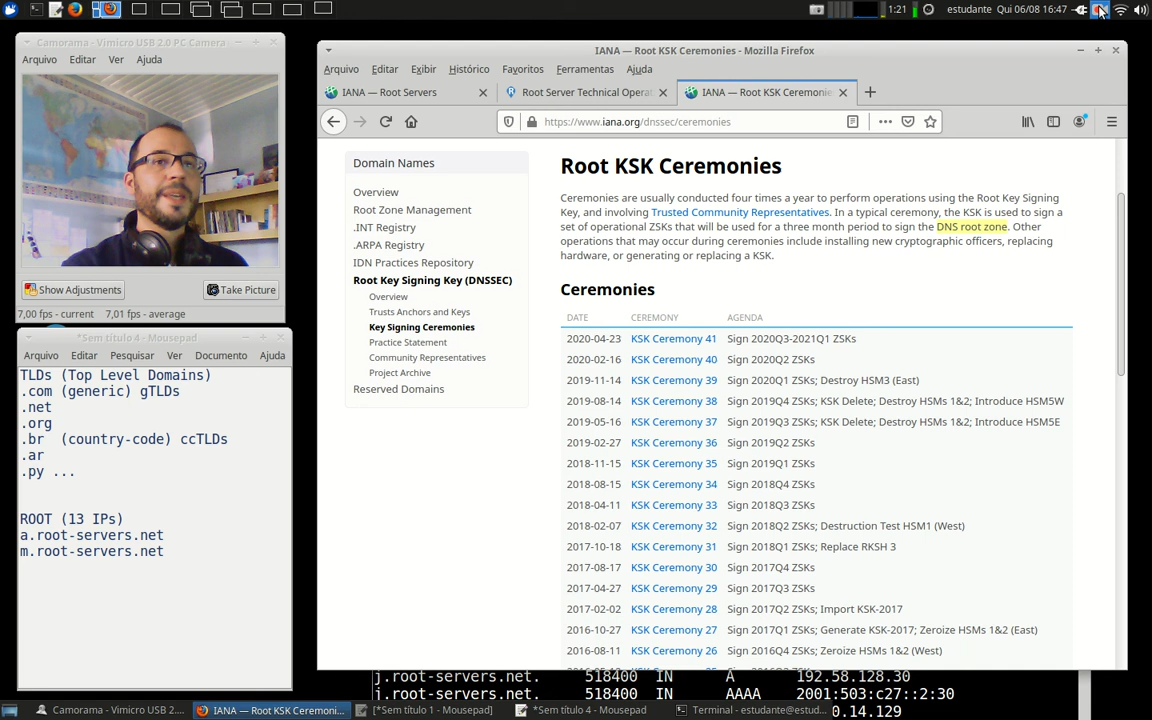 1:21
estudante Qui 06/08 16:47
Camorama - Vimicro USB 2.0 PC Camera
Arquivo Editar Ver Ajuda
Show Adjustments
Take Picture
7,00 fps - current 7,01 fps - average
*Sem título 4 - Mousepad
Arquivo Editar Pesquisar Ver Documento Ajuda
TLDs (Top Level Domains)
.com (generic) gTLDs
.net
.org
.br (country-code) ccTLDs
.ar
.py ...
ROOT (13 IPs)
a.root-servers.net
m.root-servers.net
IANA — Root KSK Ceremonies - Mozilla Firefox
Arquivo Editar Exibir Histórico Favoritos Ferramentas Ajuda
IANA — Root Servers
Root Server Technical Operat
IANA — Root KSK Ceremonie
https://www.iana.org/dnssec/ceremonies
Domain Names
Overview
Root Zone Management
.INT Registry
.ARPA Registry
IDN Practices Repository
Root Key Signing Key (DNSSEC)
Overview
Trusts Anchors and Keys
Key Signing Ceremonies
Practice Statement
Community Representatives
Project Archive
Reserved Domains
Root KSK Ceremonies
Ceremonies are usually conducted four times a year to perform operations using the Root Key Signing
Key, and involving Trusted Community Representatives. In a typical ceremony, the KSK is used to sign a
set of operational ZSKs that will be used for a three month period to sign the DNS root zone. Other
operations that may occur during ceremonies include installing new cryptographic officers, replacing
hardware, or generating or replacing a KSK.
Ceremonies
DATE CEREMONY AGENDA
2020-04-23 KSK Ceremony 41 Sign 2020Q3-2021Q1 ZSKs
2020-02-16 KSK Ceremony 40 Sign 2020Q2 ZSKs
2019-11-14 KSK Ceremony 39 Sign 2020Q1 ZSKs; Destroy HSM3 (East)
2019-08-14 KSK Ceremony 38 Sign 2019Q4 ZSKs; KSK Delete; Destroy HSMs 1&2; Introduce HSM5W
2019-05-16 KSK Ceremony 37 Sign 2019Q3 ZSKs; KSK Delete; Destroy HSMs 1&2; Introduce HSM5E
2019-02-27 KSK Ceremony 36 Sign 2019Q2 ZSKs
2018-11-15 KSK Ceremony 35 Sign 2019Q1 ZSKs
2018-08-15 KSK Ceremony 34 Sign 2018Q4 ZSKs
2018-04-11 KSK Ceremony 33 Sign 2018Q3 ZSKs
2018-02-07 KSK Ceremony 32 Sign 2018Q2 ZSKs; Destruction Test HSM1 (West)
2017-10-18 KSK Ceremony 31 Sign 2018Q1 ZSKs; Replace RKSH 3
2017-08-17 KSK Ceremony 30 Sign 2017Q4 ZSKs
2017-04-27 KSK Ceremony 29 Sign 2017Q3 ZSKs
2017-02-02 KSK Ceremony 28 Sign 2017Q2 ZSKs; Import KSK-2017
2016-10-27 KSK Ceremony 27 Sign 2017Q1 ZSKs; Generate KSK-2017; Zeroize HSMs 1&2 (East)
2016-08-11 KSK Ceremony 26 Sign 2016Q4 ZSKs; Zeroize HSMs 1&2 (West)
j.root-servers.net. 518400 IN A 192.58.128.30
j.root-servers.net. 518400 IN AAAA 2001:503:c27::2:30
0.14.129
Camorama - Vimicro USB 2....
IANA — Root KSK Ceremoni...
[*Sem título 1 - Mousepad]
*Sem título 4 - Mousepad
Terminal - estudante@estud...